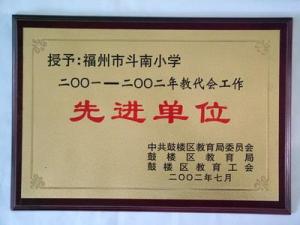 授予:福州市斗南小学
二〇〇一—二〇〇二年教代会工作
先进单位
中共鼓楼区教育局委员会
鼓楼区教育局
鼓楼区教育工会
二〇〇二年七月